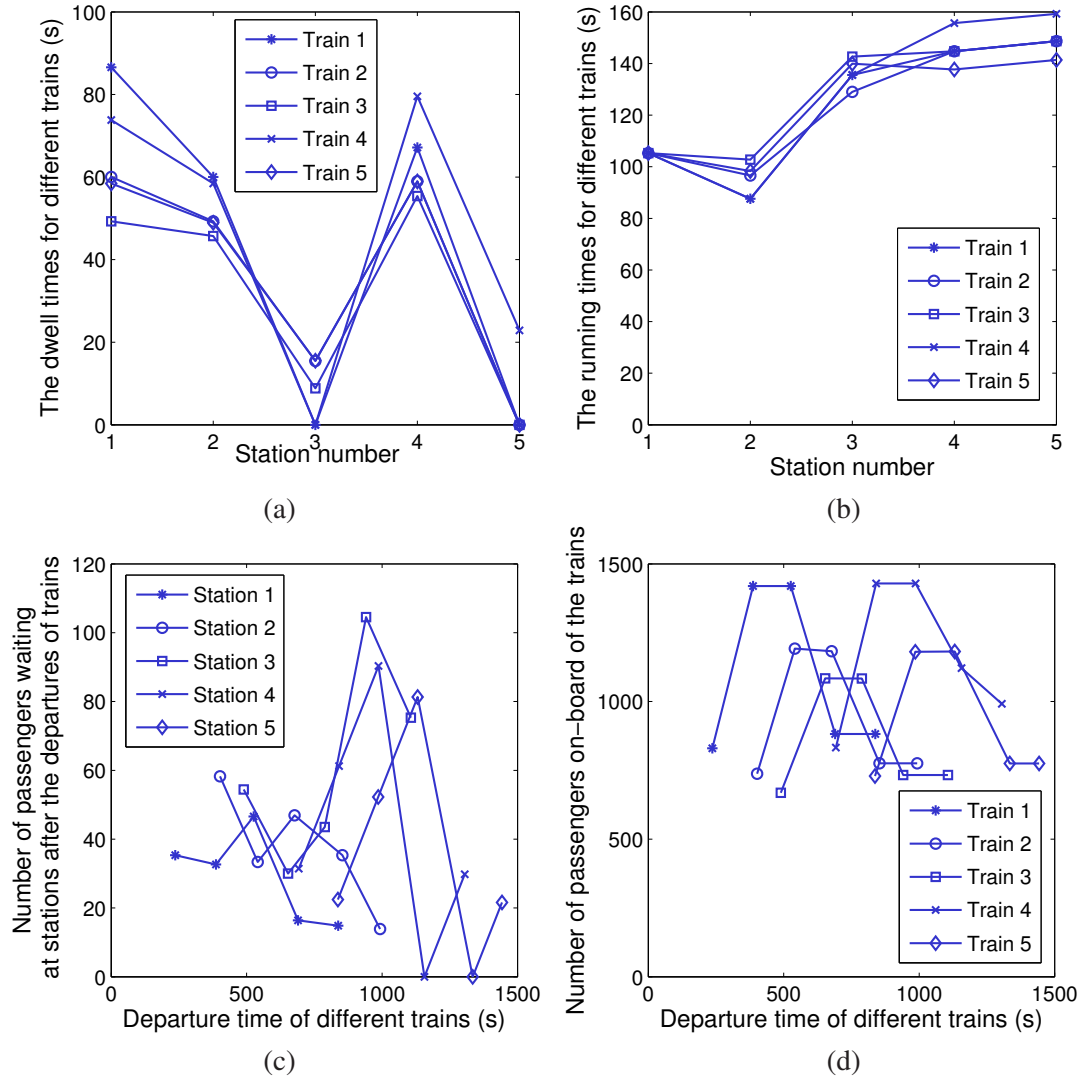 The dwell times for different trains (s)
100
80
60
40
20
0
1
2
3
4
5
Station number
Train 1
Train 2
Train 3
Train 4
Train 5
(a)
The running times for different trains (s)
160
140
120
100
80
60
40
20
0
1
2
3
4
5
Station number
Train 1
Train 2
Train 3
Train 4
Train 5
(b)
Number of passengers waiting
at stations after the departures of trains
120
100
80
60
40
20
0
0
500
1000
1500
Departure time of different trains (s)
Station 1
Station 2
Station 3
Station 4
Station 5
(c)
Number of passengers on-board of the trains
1500
1000
500
0
0
500
1000
1500
Departure time of different trains (s)
Train 1
Train 2
Train 3
Train 4
Train 5
(d)